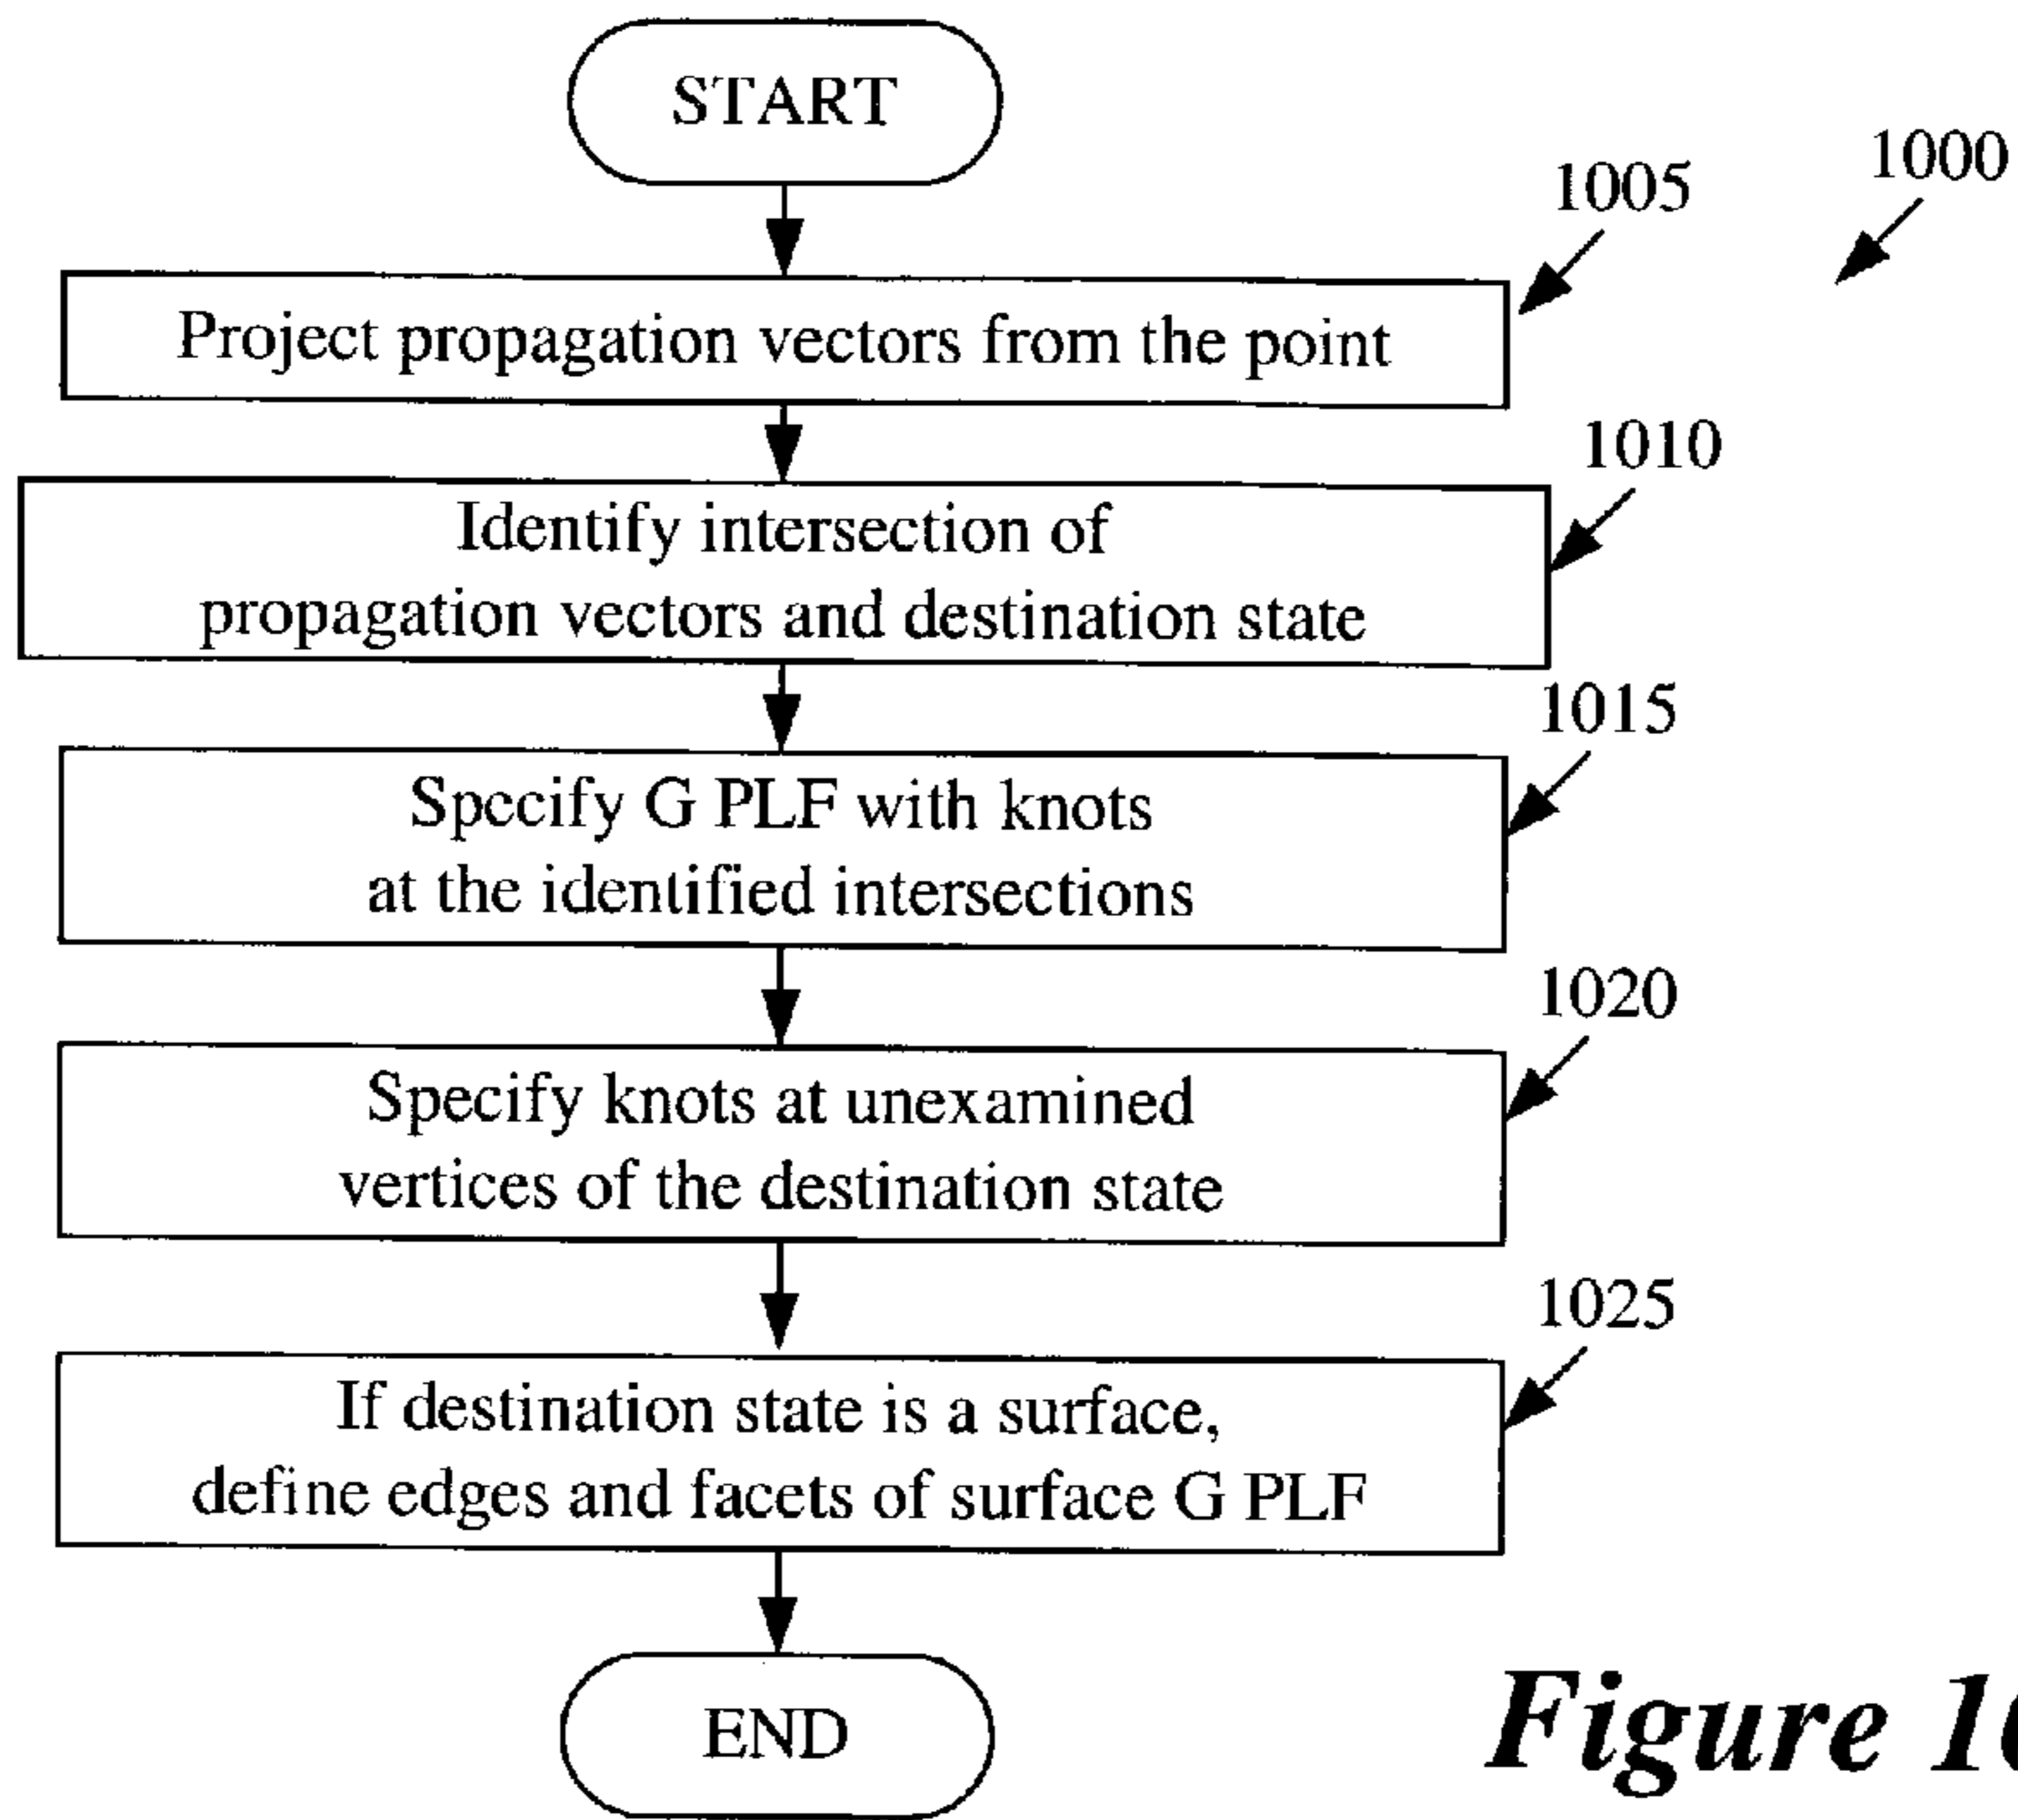 START
1000
1005
Project propagation vectors from the point
1010
Identify intersection of
propagation vectors and destination state
1015
Specify G PLF with knots
at the identified intersections
1020
Specify knots at unexamined
vertices of the destination state
1025
If destination state is a surface,
define edges and facets of surface G PLF
END
Figure 10